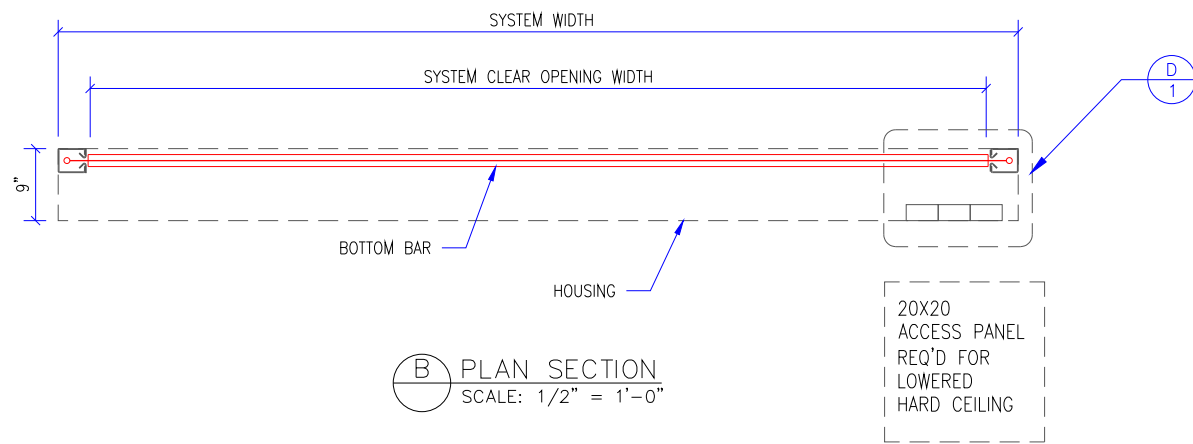 SYSTEM WIDTH
SYSTEM CLEAR OPENING WIDTH
D
1
9"
BOTTOM BAR
HOUSING
20X20
ACCESS PANEL
REQ'D FOR
LOWERED
HARD CEILING
B PLAN SECTION
SCALE: 1/2" = 1'-0"